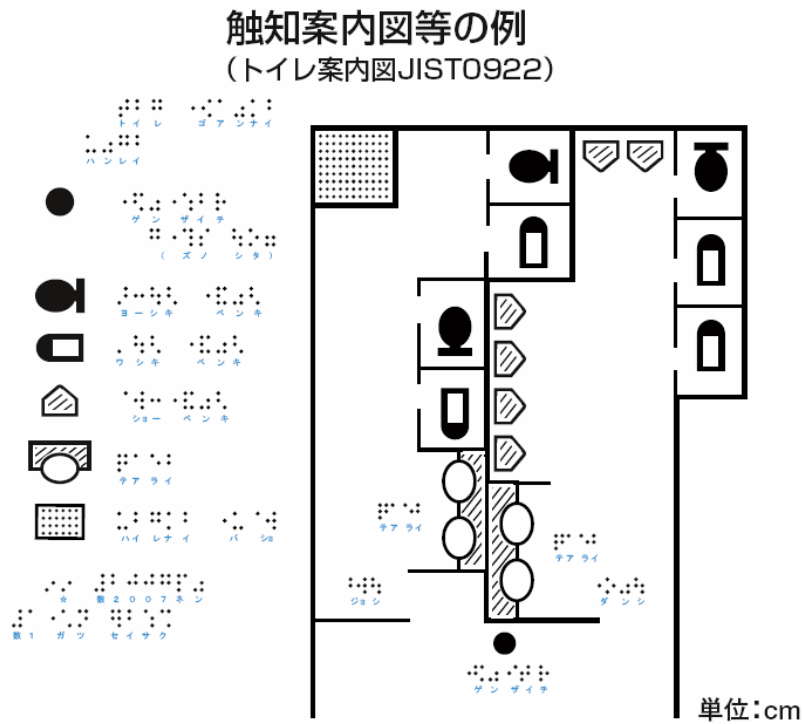 触知案内図等の例
（トイレ案内図JIST0922）
トイレ ゴアンナイ
ハンレイ
ゲンザイチ
（ズノ シタ）
ヨーシキ ベンキ
ワシキ ベンキ
ショーベンキ
テアライ
ハイレナイ バショ
☆ 数2007ネン
数1ガツ セイサク
テアライ
ジョシ
テアライ
ダンシ
ゲンザイチ
単位：cm